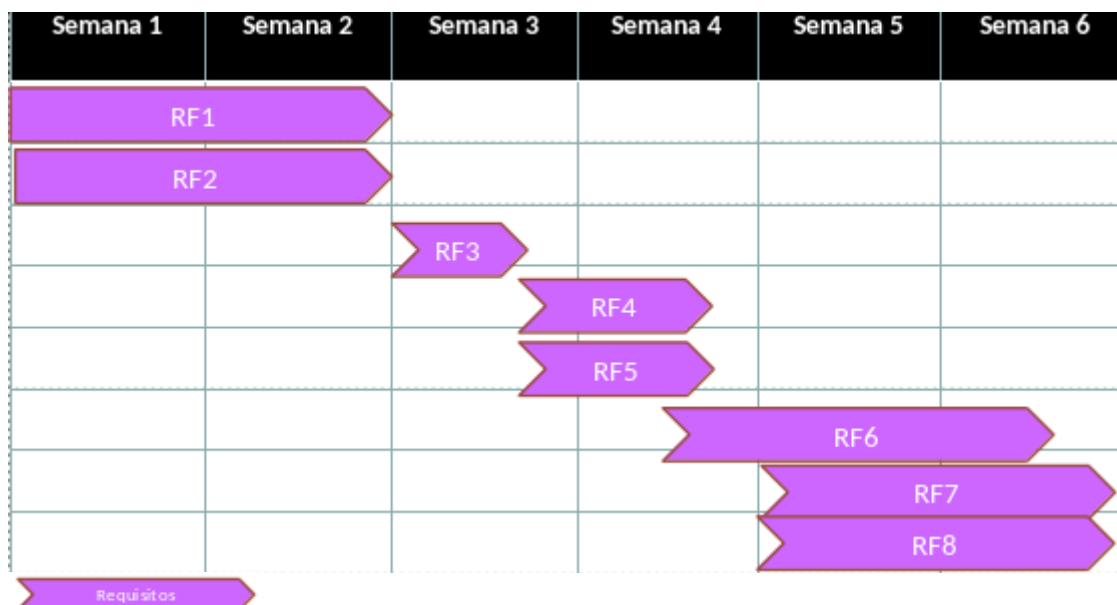 Semana 1 Semana 2 Semana 3 Semana 4 Semana 5 Semana 6
RF1
RF2
RF3
RF4
RF5
RF6
RF7
RF8
Requisitos